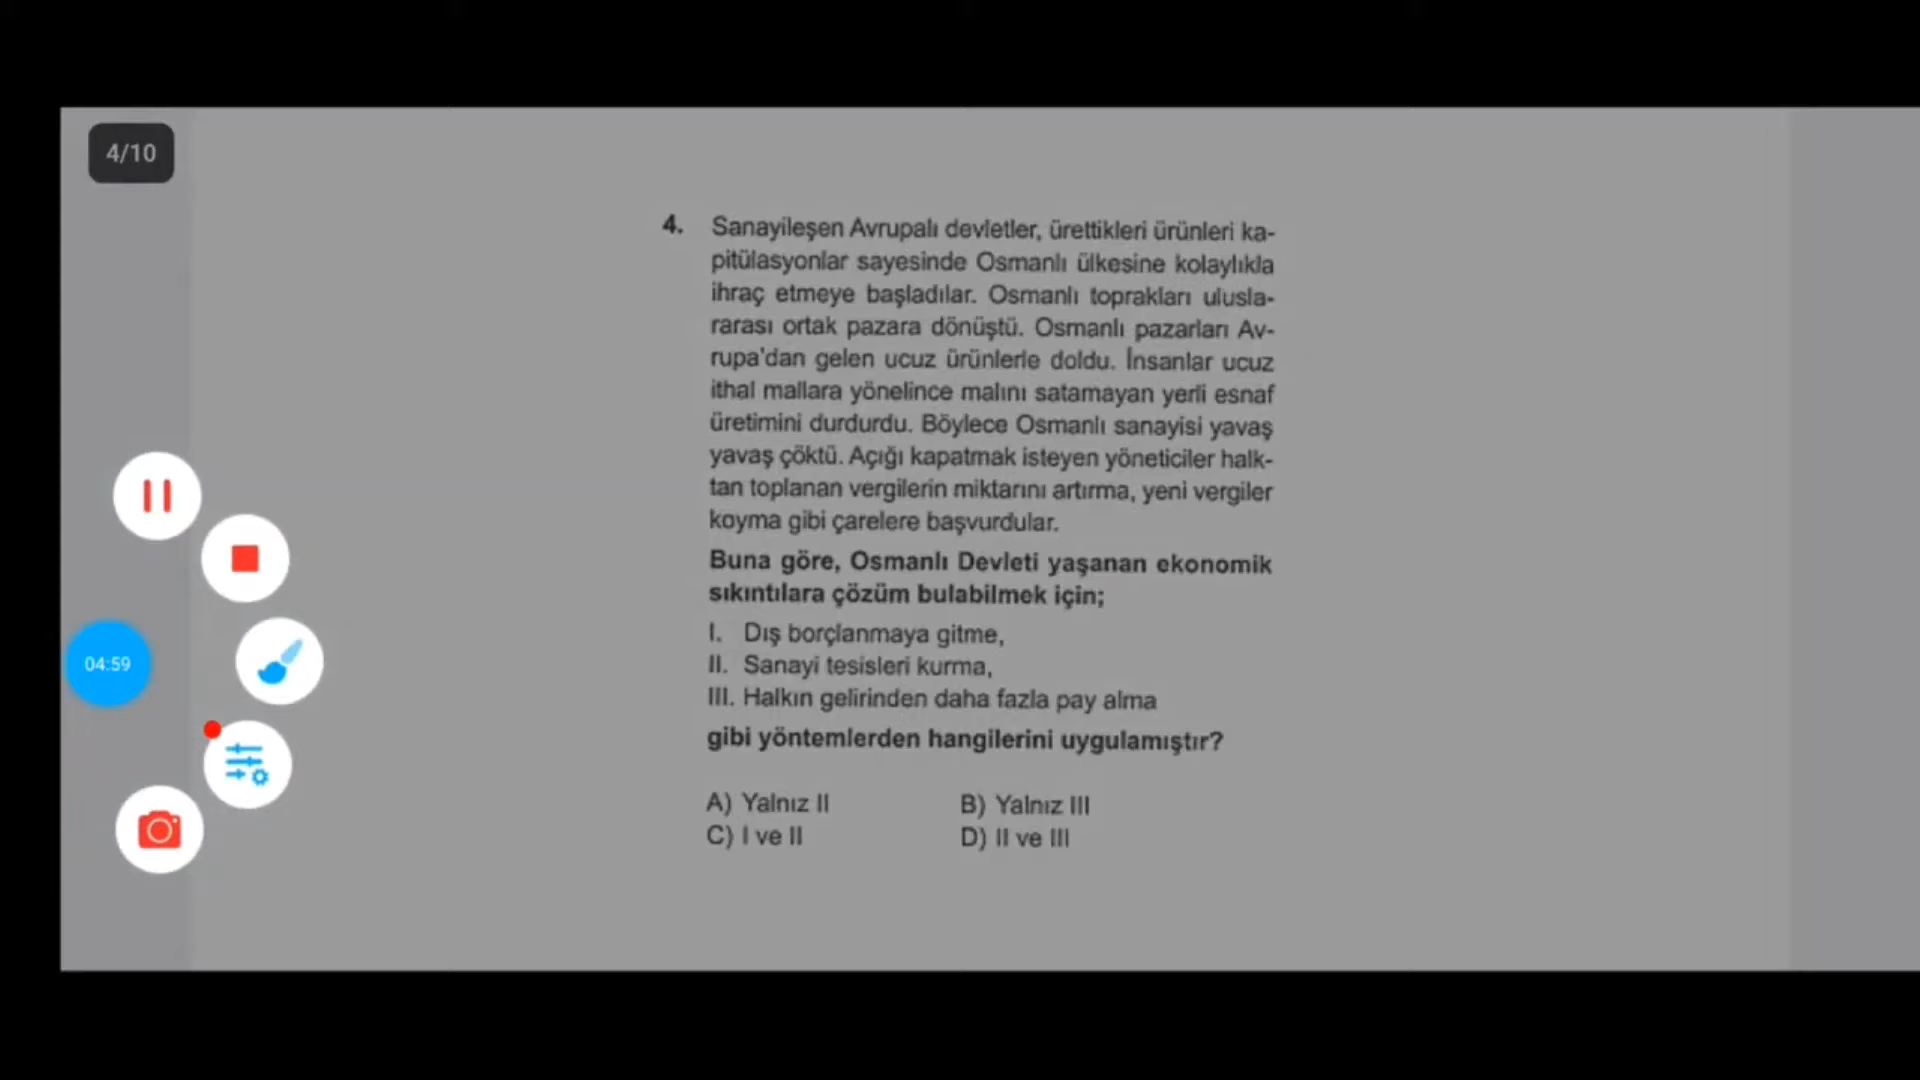 4/10
4. Sanayileşen Avrupalı devletler, ürettikleri ürünleri ka-
pitülasyonlar sayesinde Osmanlı ülkesine kolaylıkla
ihraç etmeye başladılar. Osmanlı toprakları ulusla-
rarası ortak pazara dönüştü. Osmanlı pazarları Av-
rupa'dan gelen ucuz ürünlerle doldu. İnsanlar ucuz
ithal mallara yönelince malını satamayan yerli esnaf
üretimini durdurdu. Böylece Osmanlı sanayisi yavaş
yavaş çöktü. Açığı kapatmak isteyen yöneticiler halk-
tan toplanan vergilerin miktarını artırma, yeni vergiler
koyma gibi çarelere başvurdular.
Buna göre, Osmanlı Devleti yaşanan ekonomik
sıkıntılara çözüm bulabilmek için;
I. Dış borçlanmaya gitme,
II. Sanayi tesisleri kurma,
III. Halkın gelirinden daha fazla pay alma
gibi yöntemlerden hangilerini uygulamıştır?
A) Yalnız II B) Yalnız III
C) I ve II D) II ve III
04:59